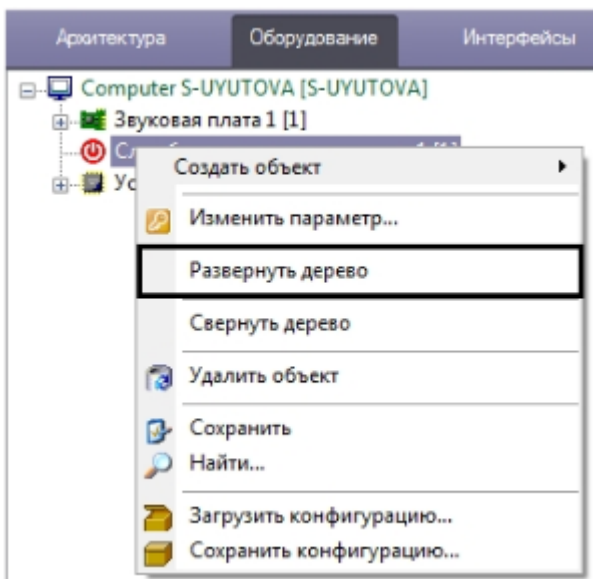 Архитектура Оборудование Интерфейсы
Computer S-UYUTOVA [S-UYUTOVA]
Звуковая плата 1 [1]
Создать объект
Изменить параметр...
Развернуть дерево
Свернуть дерево
Удалить объект
Сохранить
Найти...
Загрузить конфигурацию...
Сохранить конфигурацию...